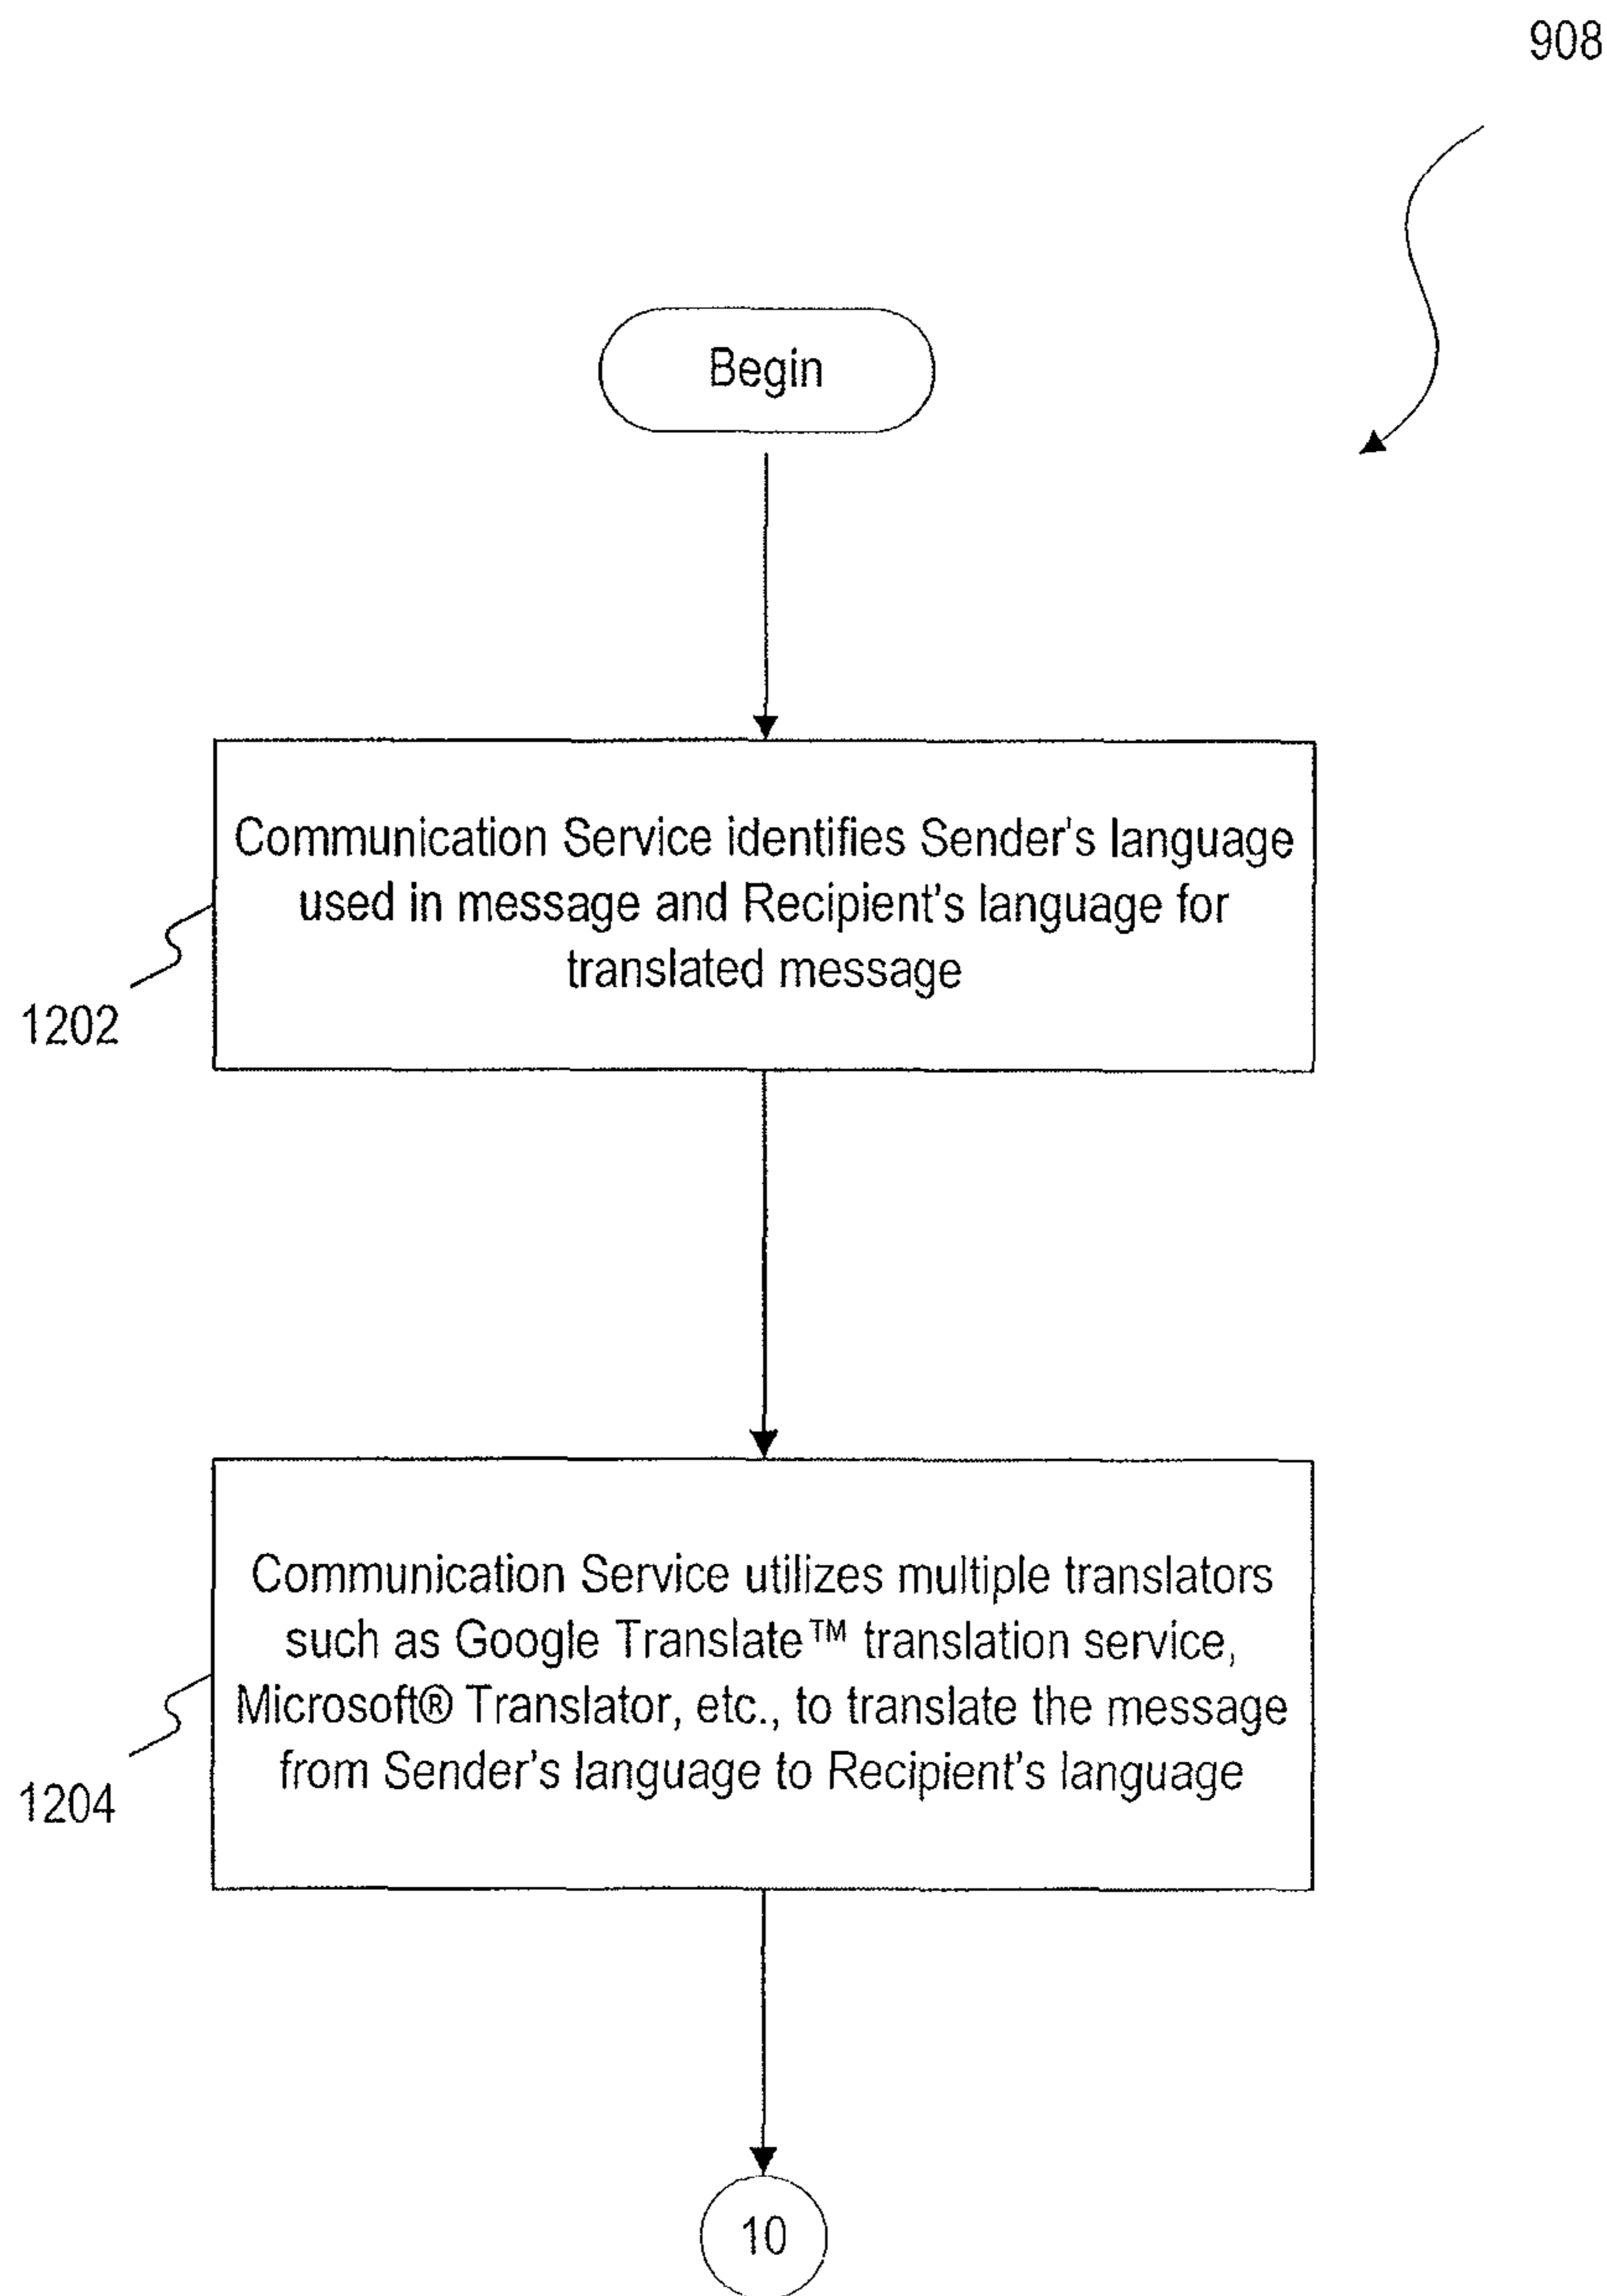 908
Begin
Communication Service identifies Sender's language
used in message and Recipient's language for
translated message
1202
Communication Service utilizes multiple translators
such as Google Translate™ translation service,
Microsoft® Translator, etc., to translate the message
from Sender's language to Recipient's language
1204
10